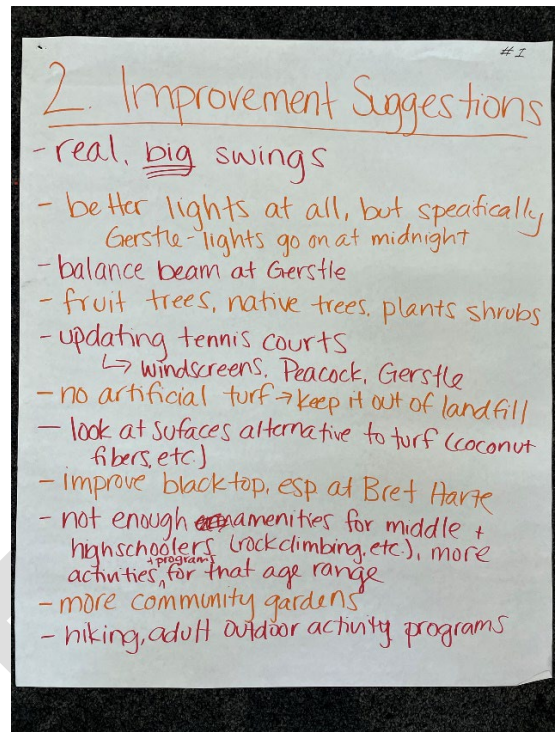 #1
2. Improvement Suggestions
- real, big swings
- better lights at all, but specifically
Gerstle - lights go on at midnight
- balance beam at Gerstle
- fruit trees, native trees, plants shrubs
- updating tennis courts
↳ windscreens, Peacock, Gerstle
- no artificial turf → keep it out of landfill
- look at sufaces alternative to turf (coconut
fibers, etc.)
- improve blacktop, esp at Bret Harte
- not enough amenities for middle +
highschoolers (rockclimbing, etc.), more
+ programs
activities, for that age range
- more community gardens
- hiking, adult outdoor activity programs